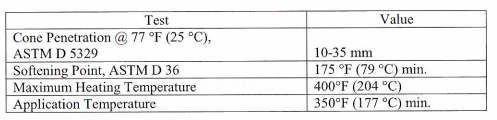 Test Value
Cone Penetration @ 77 °F (25 °C),
ASTM D 5329 10-35 mm
Softening Point, ASTM D 36 175 °F (79 °C) min.
Maximum Heating Temperature 400°F (204 °C)
Application Temperature 350°F (177 °C) min.